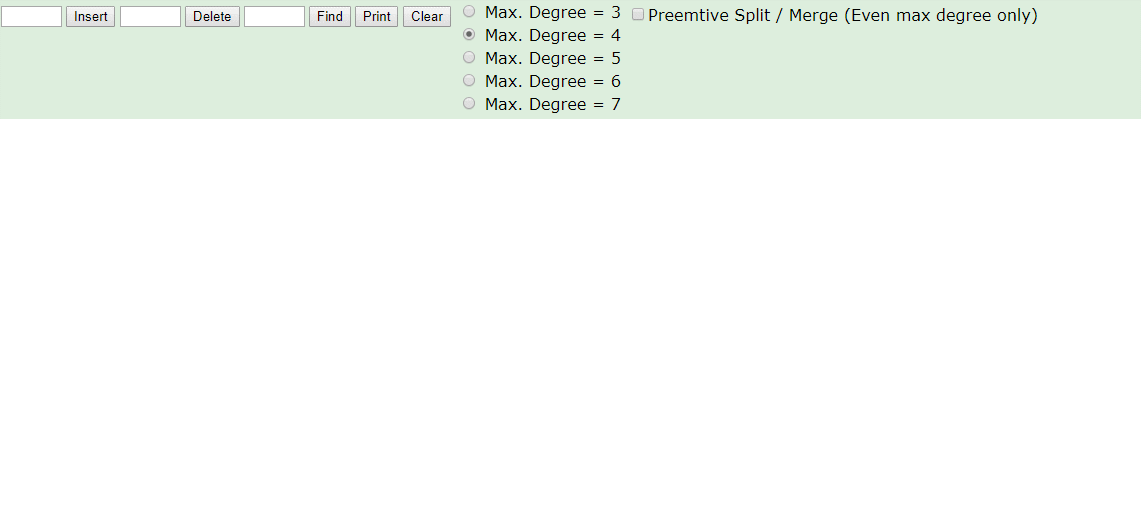 Insert Delete Find Print Clear
Max. Degree = 3
Max. Degree = 4
Max. Degree = 5
Max. Degree = 6
Max. Degree = 7
Preemtive Split / Merge (Even max degree only)